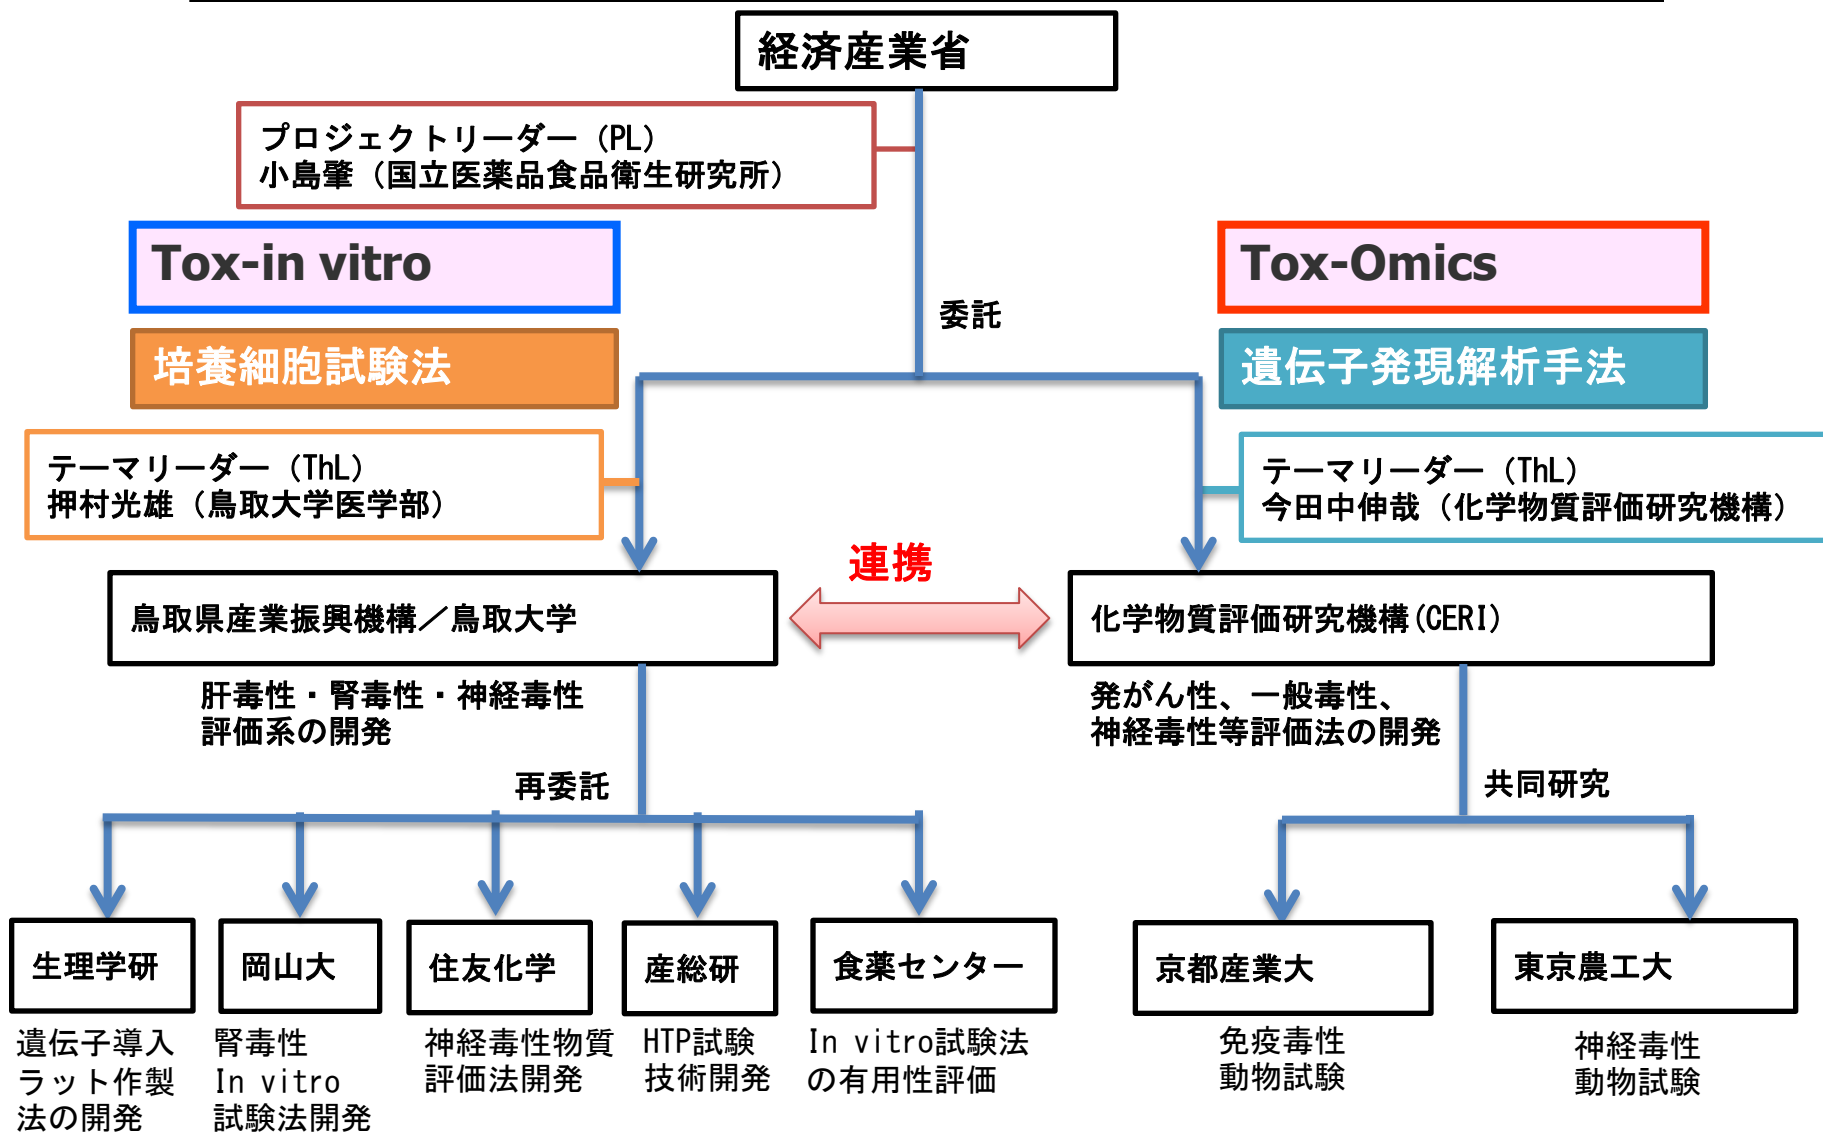 経済産業省
プロジェクトリーダー（PL）
小島肇（国立医薬品食品衛生研究所）
Tox-in vitro
Tox-Omics
委託
培養細胞試験法
遺伝子発現解析手法
テーマリーダー（ThL）
押村光雄（鳥取大学医学部）
テーマリーダー（ThL）
今田中伸哉（化学物質評価研究機構）
連携
鳥取県産業振興機構／鳥取大学
化学物質評価研究機構(CERI)
肝毒性・腎毒性・神経毒性
評価系の開発
発がん性、一般毒性、
神経毒性等評価法の開発
再委託
共同研究
生理学研
岡山大
住友化学
産総研
食薬センター
京都産業大
東京農工大
遺伝子導入
ラット作製
法の開発
腎毒性
In vitro
試験法開発
神経毒性物質
評価法開発
HTP試験
技術開発
In vitro試験法
の有用性評価
免疫毒性
動物試験
神経毒性
動物試験